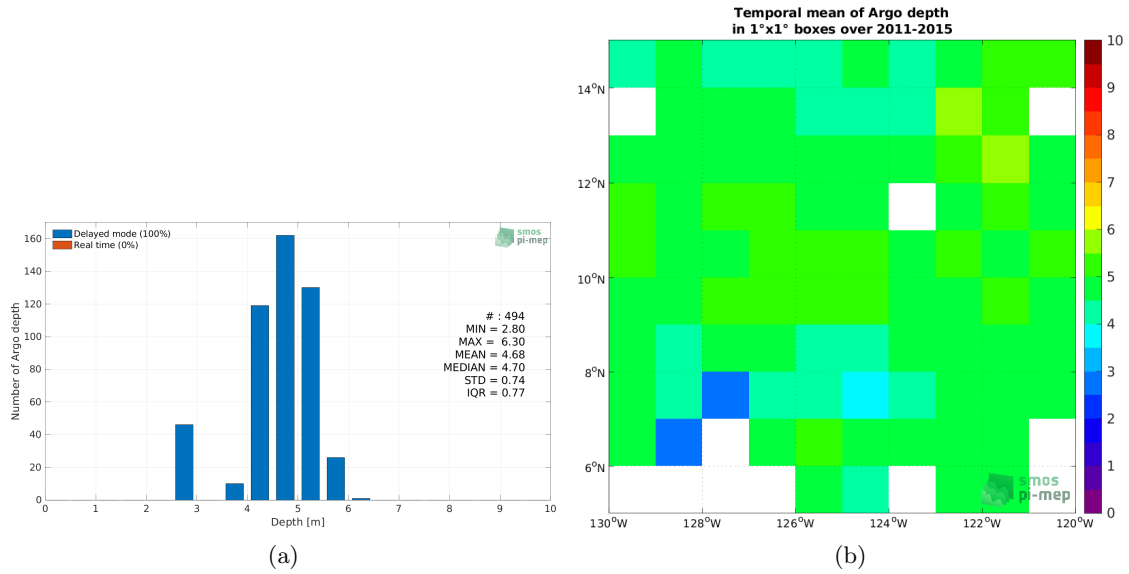 Delayed mode (100%)
Real time (0%)
smos
pi-mep
# : 494
MIN = 2.80
MAX = 6.30
MEAN = 4.68
MEDIAN = 4.70
STD = 0.74
IQR = 0.77
Number of Argo depth
160
140
120
100
80
60
40
20
0
0 1 2 3 4 5 6 7 8 9 10
Depth [m]
(a)
Temporal mean of Argo depth
in 1°x1° boxes over 2011-2015
14°N
12°N
10°N
8°N
6°N
130°W 128°W 126°W 124°W 122°W 120°W
smos
pi-mep
10
9
8
7
6
5
4
3
2
1
0
(b)